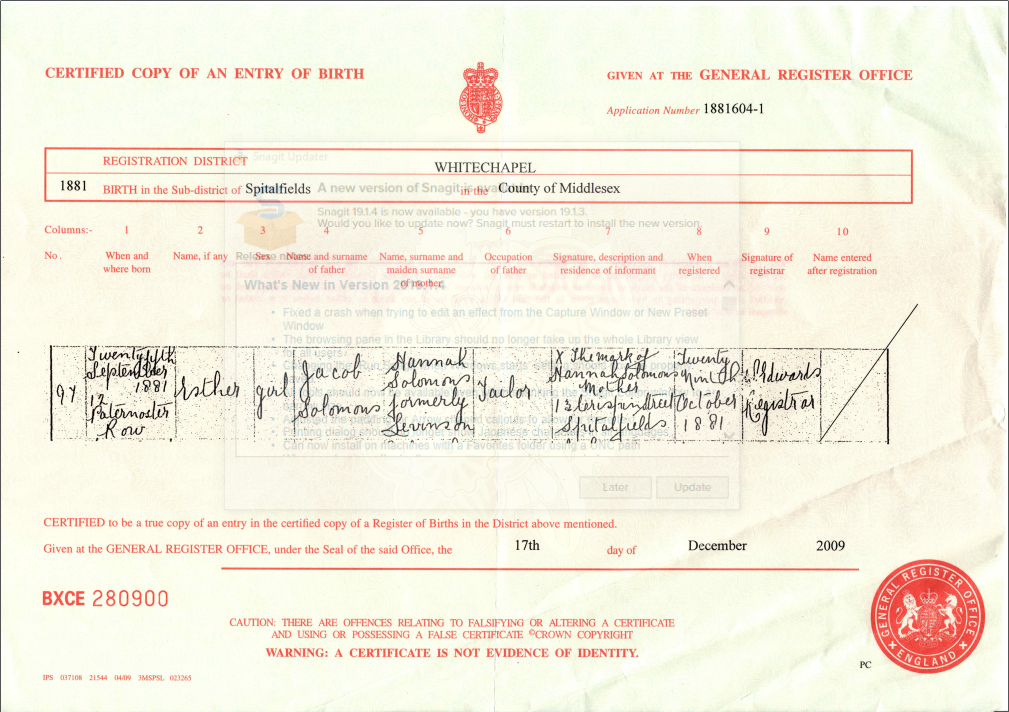 CERTIFIED COPY OF AN ENTRY OF BIRTH
GIVEN AT THE GENERAL REGISTER OFFICE
Application Number 1881604-1
REGISTRATION DISTRICT
WHITECHAPEL
1881 BIRTH in the Sub-district of Spitalfields in the County of Middlesex
Snagit Updater
A new version of Snagit is available
Snagit 19.1.4 is now available - you have version 19.1.3.
Would you like to update now? Snagit must restart to install the new version.
Columns:- 1 2 3 4 5 6 7 8 9 10
No. When and where born
Name, if any
Sex
Name and surname of father
Name, surname and maiden surname of mother
Occupation of father
Signature, description and residence of informant
When registered
Signature of registrar
Name entered after registration
Release notes
What's New in Version
Fixed a crash when trying to edit an effect from the Capture Window or New Preset
Window
The browsing pane in the Library should no longer take up the whole Library view
for all users
Can now install on machines with a Favorites folder using a UNC path
Later
Update
97
Twenty fifth
September
1881
12
Paternoster
Row
Esther
girl
Jacob
Solomons
Hannah
Solomons
formerly
Levinson
Tailor
X The mark of
Hannah Solomons
Mother
Street
Spitalfields
Twenty
Ninth
October
1881
Edwards
Registrar
CERTIFIED to be a true copy of an entry in the certified copy of a Register of Births in the District above mentioned.
Given at the GENERAL REGISTER OFFICE, under the Seal of the said Office, the 17th day of December 2009
BXCE 280900
CAUTION: THERE ARE OFFENCES RELATING TO FALSIFYING OR ALTERING A CERTIFICATE
AND USING OR POSSESSING A FALSE CERTIFICATE ©CROWN COPYRIGHT
WARNING: A CERTIFICATE IS NOT EVIDENCE OF IDENTITY.
GENERAL REGISTER OFFICE
ENGLAND
PC
IPS 037108 21544 04/09 3MSPSL 023265